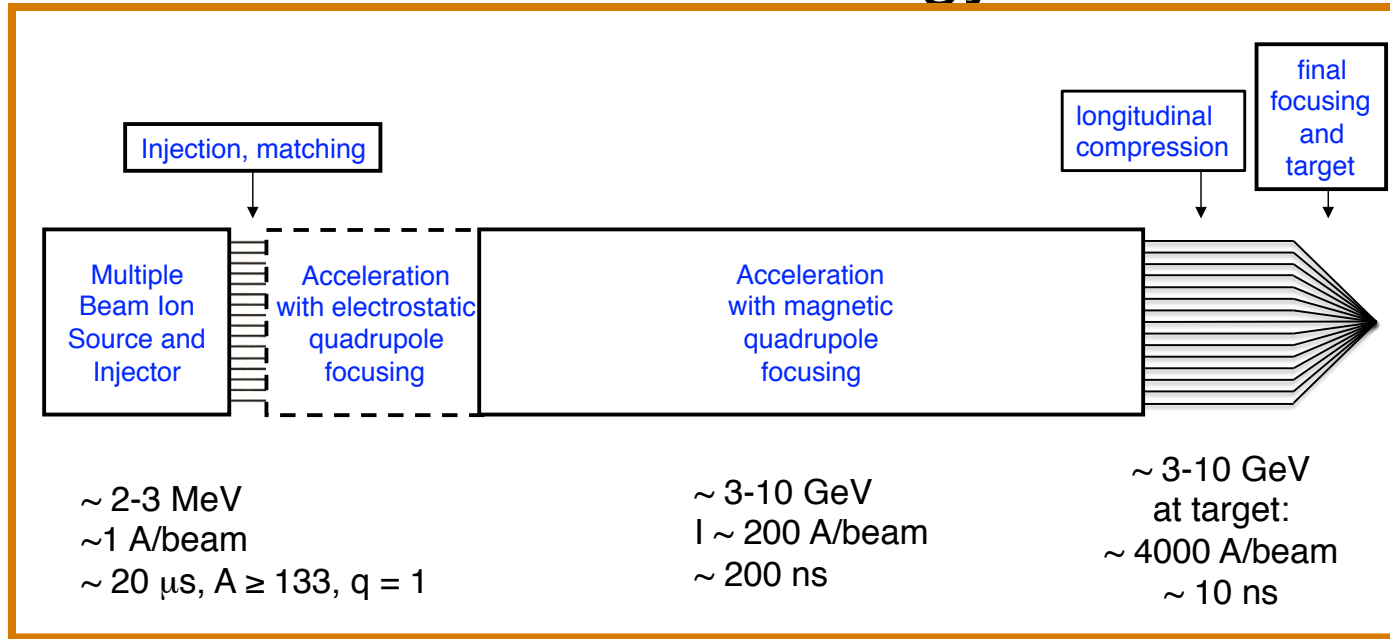 Injection, matching
longitudinal
compression
final
focusing
and
target
Multiple
Beam Ion
Source and
Injector
Acceleration
with electrostatic
quadrupole
focusing
Acceleration
with magnetic
quadrupole
focusing
~ 2-3 MeV
~1 A/beam
~ 20 μs, A ≥ 133, q = 1
~ 3-10 GeV
I ~ 200 A/beam
~ 200 ns
~ 3-10 GeV
at target:
~ 4000 A/beam
~ 10 ns